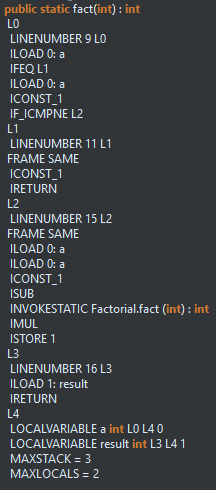 public static fact(int) : int
L0
LINENUMBER 9 L0
ILOAD 0: a
IFEQ L1
ILOAD 0: a
ICONST_1
IF_ICMPNE L2
L1
LINENUMBER 11 L1
FRAME SAME
ICONST_1
IRETURN
L2
LINENUMBER 15 L2
FRAME SAME
ILOAD 0: a
ILOAD 0: a
ICONST_1
ISUB
INVOKESTATIC Factorial.fact (int) : int
IMUL
ISTORE 1
L3
LINENUMBER 16 L3
ILOAD 1: result
IRETURN
L4
LOCALVARIABLE a int L0 L4 0
LOCALVARIABLE result int L3 L4 1
MAXSTACK = 3
MAXLOCALS = 2